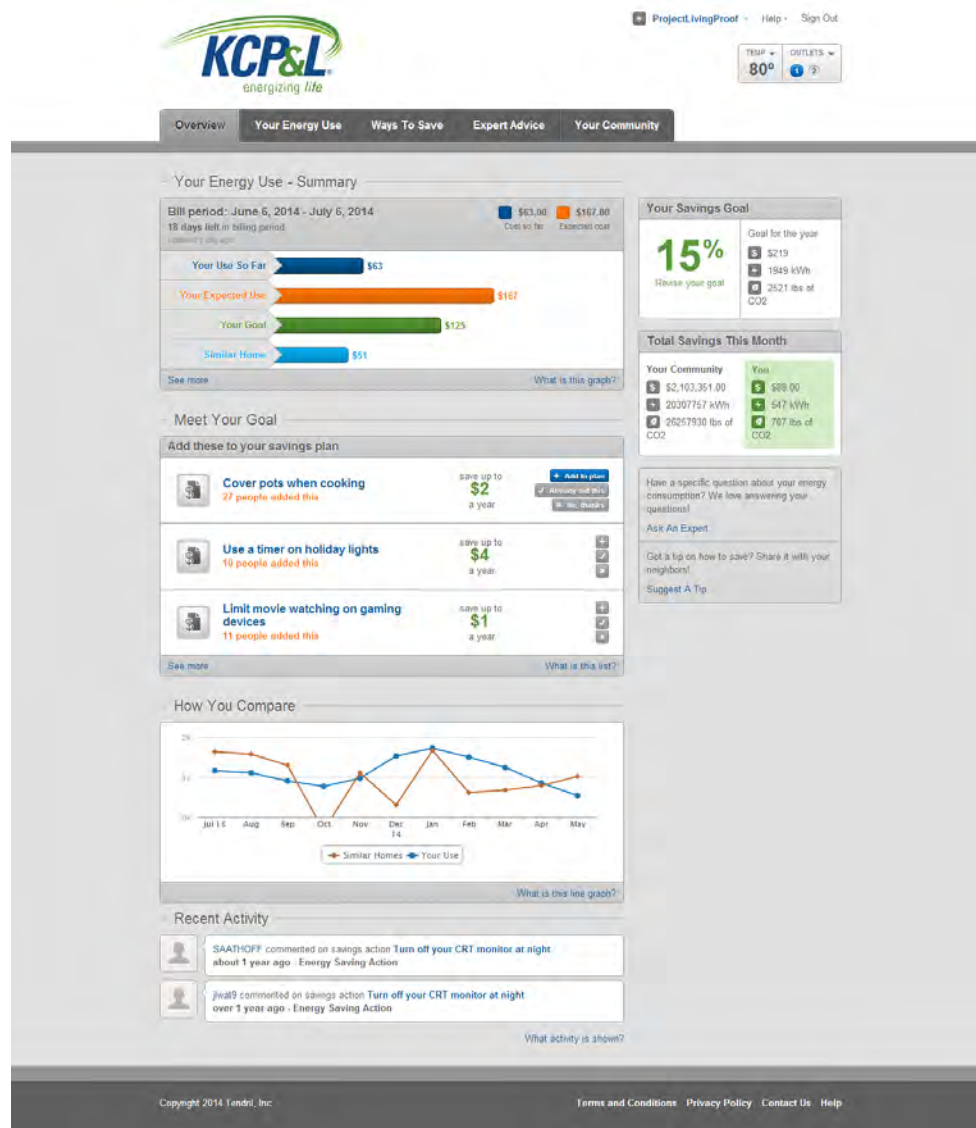 ProjectLivingProof Help Sign Out
KCP&L
energizing life
TEMP OUTLETS
80° 1 / 5
Overview Your Energy Use Ways To Save Expert Advice Your Community
Your Energy Use - Summary
Bill period: June 6, 2014 - July 6, 2014
18 days left in billing period
$63.00 $167.00
Cost so far Expected cost
Your Use So Far $63
Your Expected Use $167
Your Goal $125
Similar Home $51
See more What is this graph?
Your Savings Goal
15%
Revise your goal
Goal for the year
$219
1949 kWh
2521 lbs of
CO2
Total Savings This Month
Your Community
$2,103,351.00
20307757 kWh
26257930 lbs of
CO2
You
$88.00
547 kWh
707 lbs of
CO2
Have a specific question about your energy
consumption? We love answering your
questions!
Ask An Expert
Got a tip on how to save? Share it with your
neighbors!
Suggest A Tip
Meet Your Goal
Add these to your savings plan
Cover pots when cooking
27 people added this
save up to
$2
a year
Add to plan
Already did this
No, thanks
Use a timer on holiday lights
10 people added this
save up to
$4
a year
Limit movie watching on gaming
devices
11 people added this
save up to
$1
a year
See more What is this list?
How You Compare
Aug Sep Oct Nov Dec Jan Feb Mar Apr May
14
Similar Homes Your Use
What is this line graph?
Recent Activity
SAATHOFF commented on savings action Turn off your CRT monitor at night
about 1 year ago - Energy Saving Action
jlwat9 commented on savings action Turn off your CRT monitor at night
over 1 year ago - Energy Saving Action
What activity is shown?
Copyright 2014 Tendril, Inc
Terms and Conditions Privacy Policy Contact Us Help